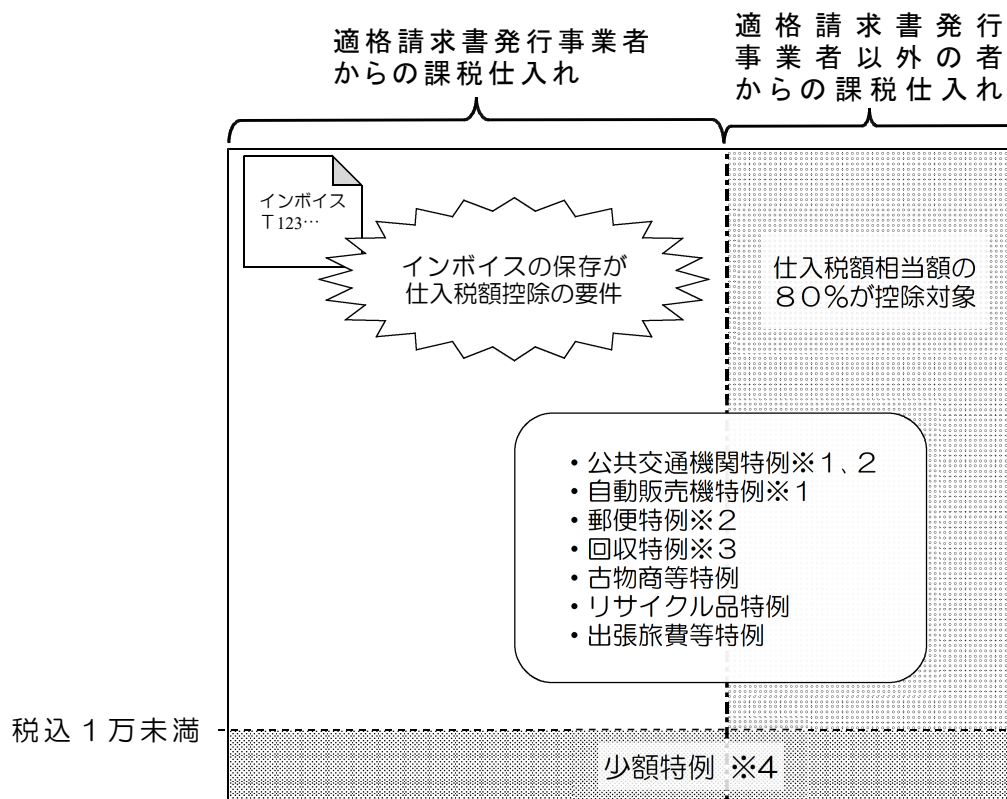 適格請求書発行事業者
からの課税仕入れ
適格請求書発行
事業者以外の者
からの課税仕入れ
インボイス
T123…
インボイスの保存が
仕入税額控除の要件
仕入税額相当額の
80%が控除対象
・公共交通機関特例※1、2
・自動販売機特例※1
・郵便特例※2
・回収特例※3
・古物商等特例
・リサイクル品特例
・出張旅費等特例
税込1万未満
少額特例 ※4